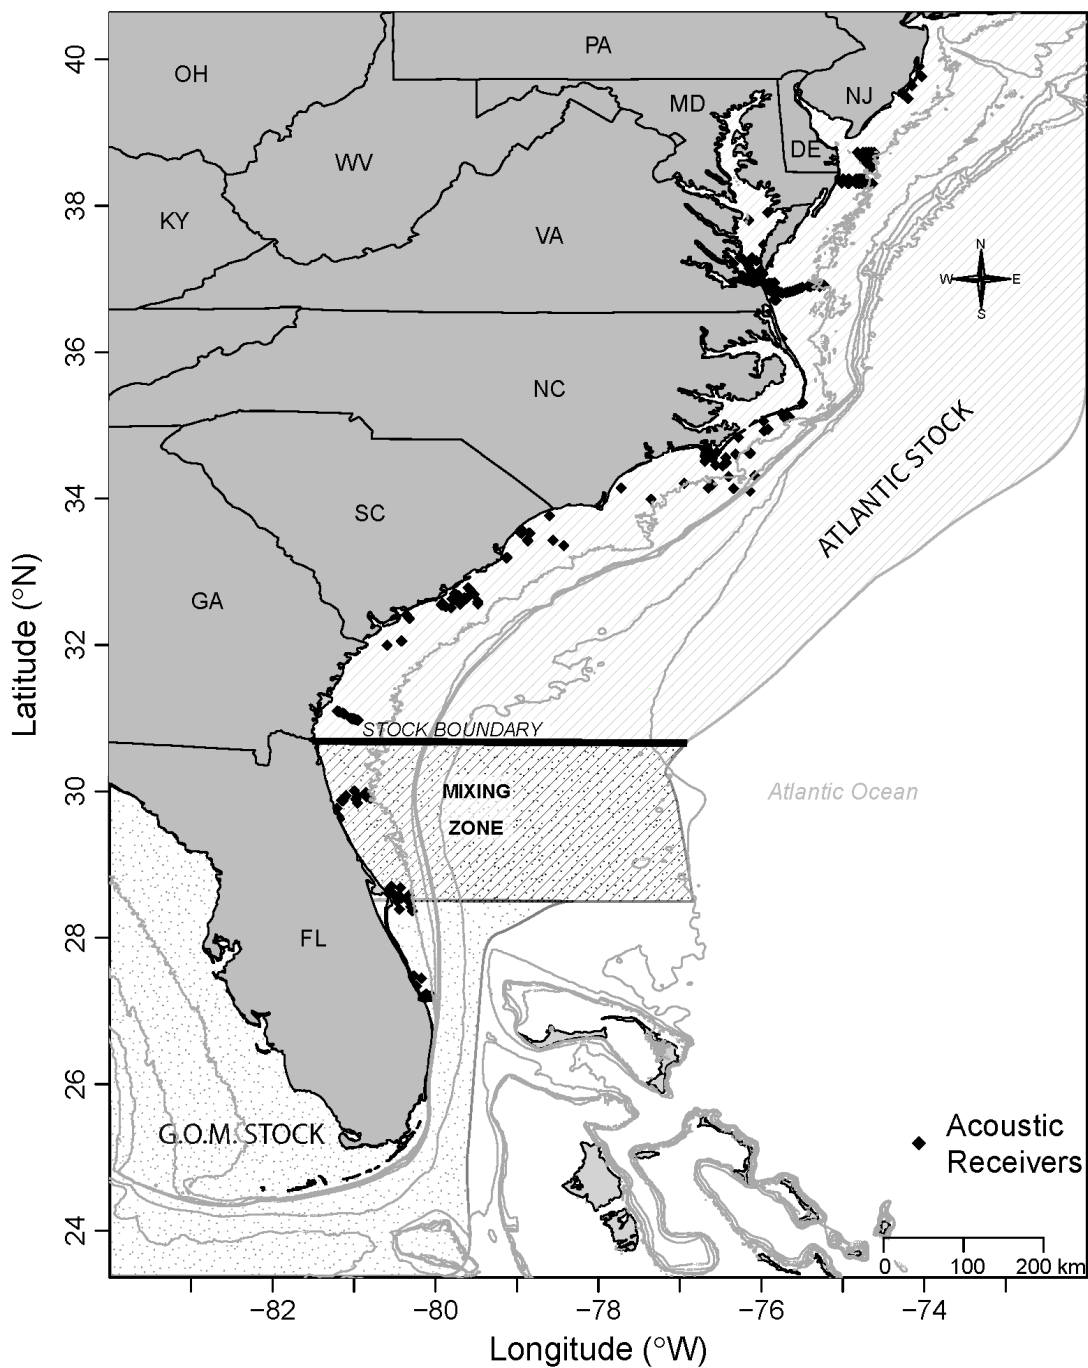 PA
OH
MD
NJ
DE
WV
KY
VA
N
W E
S
NC
ATLANTIC STOCK
SC
GA
STOCK BOUNDARY
MIXING
ZONE
Atlantic Ocean
FL
G.O.M. STOCK
Acoustic
Receivers
0 100 200 km
40
38
36
34
32
30
28
26
24
Latitude (°N)
−82 −80 −78 −76 −74
Longitude (°W)